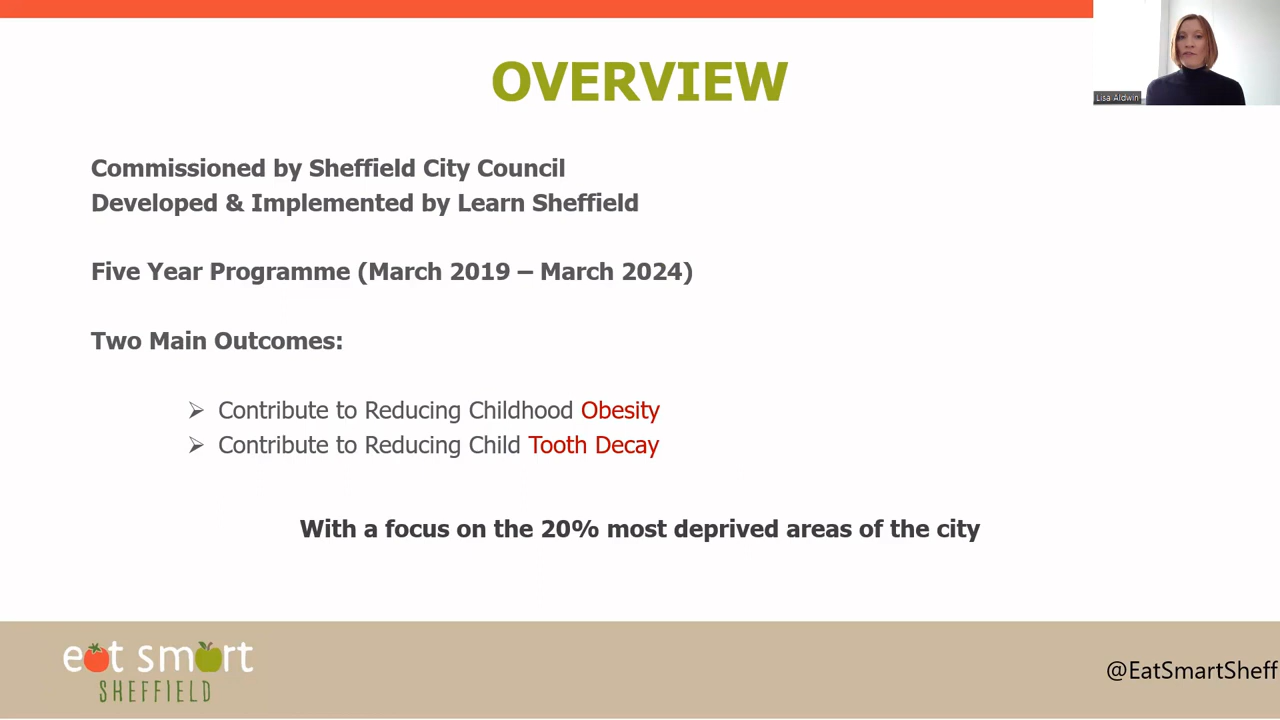 OVERVIEW
Lisa Aldwin
Commissioned by Sheffield City Council
Developed & Implemented by Learn Sheffield
Five Year Programme (March 2019 – March 2024)
Two Main Outcomes:
➢ Contribute to Reducing Childhood Obesity
➢ Contribute to Reducing Child Tooth Decay
With a focus on the 20% most deprived areas of the city
eat smart
SHEFFIELD
@EatSmartSheff